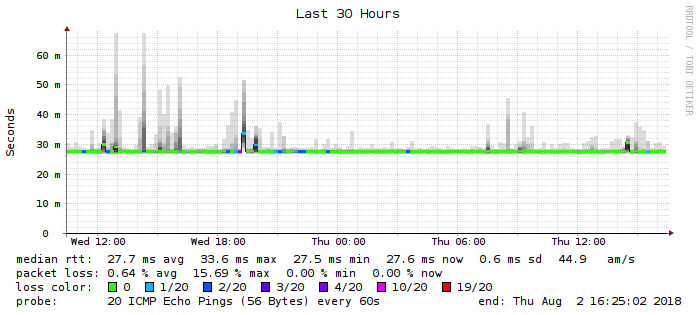 Last 30 Hours
RRDTOOL / TOBI OETIKER
Seconds
60 m
50 m
40 m
30 m
20 m
10 m
0
Wed 12:00 Wed 18:00 Thu 00:00 Thu 06:00 Thu 12:00
median rtt: 27.7 ms avg 33.6 ms max 27.5 ms min 27.6 ms now 0.6 ms sd 44.9 am/s
packet loss: 0.64 % avg 15.69 % max 0.00 % min 0.00 % now
loss color: 0 1/20 2/20 3/20 4/20 10/20 19/20
probe: 20 ICMP Echo Pings (56 Bytes) every 60s end: Thu Aug 2 16:25:02 2018